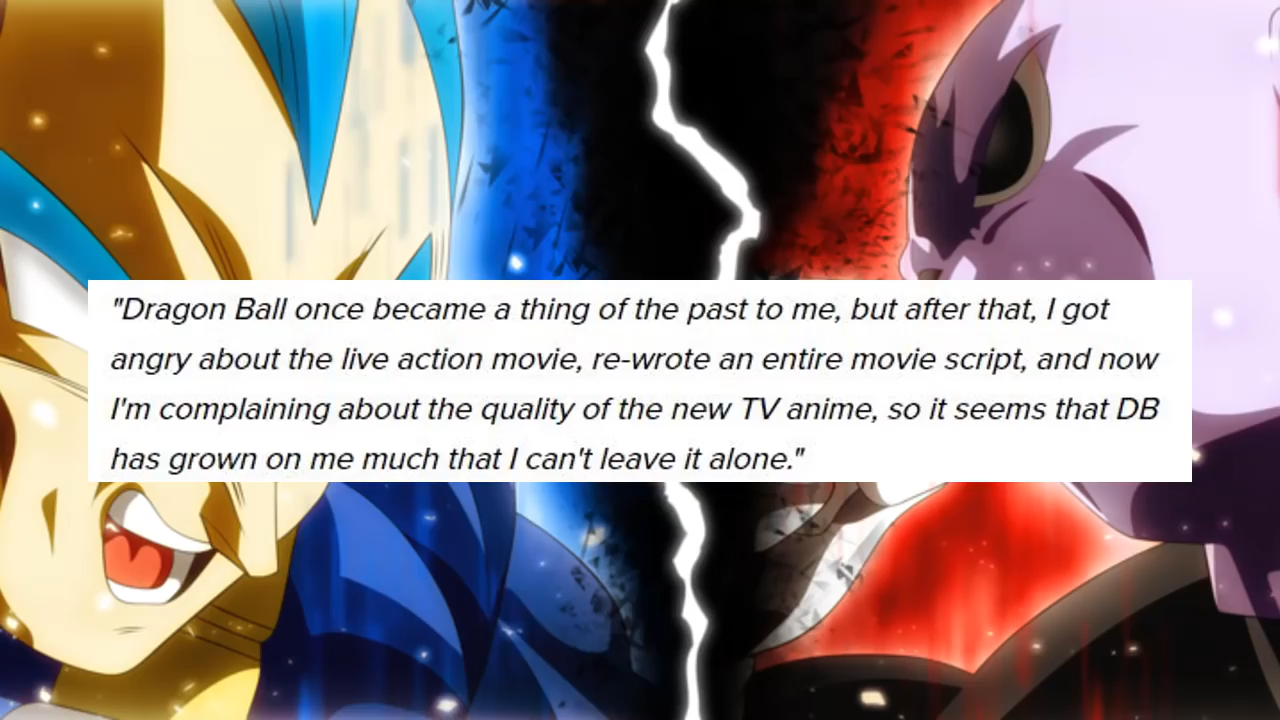 "Dragon Ball once became a thing of the past to me, but after that, I got
angry about the live action movie, re-wrote an entire movie script, and now
I'm complaining about the quality of the new TV anime, so it seems that DB
has grown on me much that I can't leave it alone."